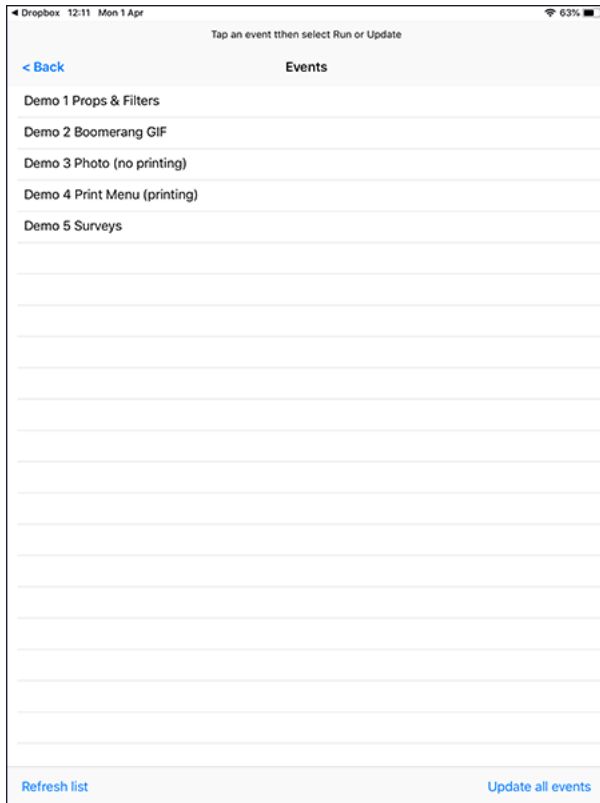 ◀ Dropbox 12:11 Mon 1 Apr 63%
Tap an event tthen select Run or Update
< Back Events
Demo 1 Props & Filters
Demo 2 Boomerang GIF
Demo 3 Photo (no printing)
Demo 4 Print Menu (printing)
Demo 5 Surveys
Refresh list Update all events